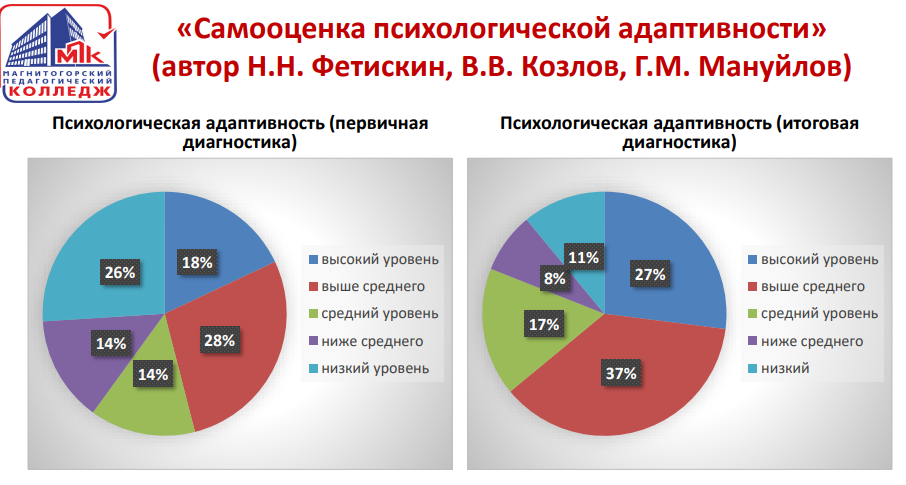 МТК
МАГНИТОГОРСКИЙ
ПЕДАГОГИЧЕСКИЙ
КОЛЛЕДЖ
«Самооценка психологической адаптивности»
(автор Н.Н. Фетискин, В.В. Козлов, Г.М. Мануйлов)
Психологическая адаптивность (первичная
диагностика)
18%
28%
14%
14%
26%
высокий уровень
выше среднего
средний уровень
ниже среднего
низкий уровень
Психологическая адаптивность (итоговая
диагностика)
27%
37%
17%
8%
11%
высокий уровень
выше среднего
средний уровень
ниже среднего
низкий